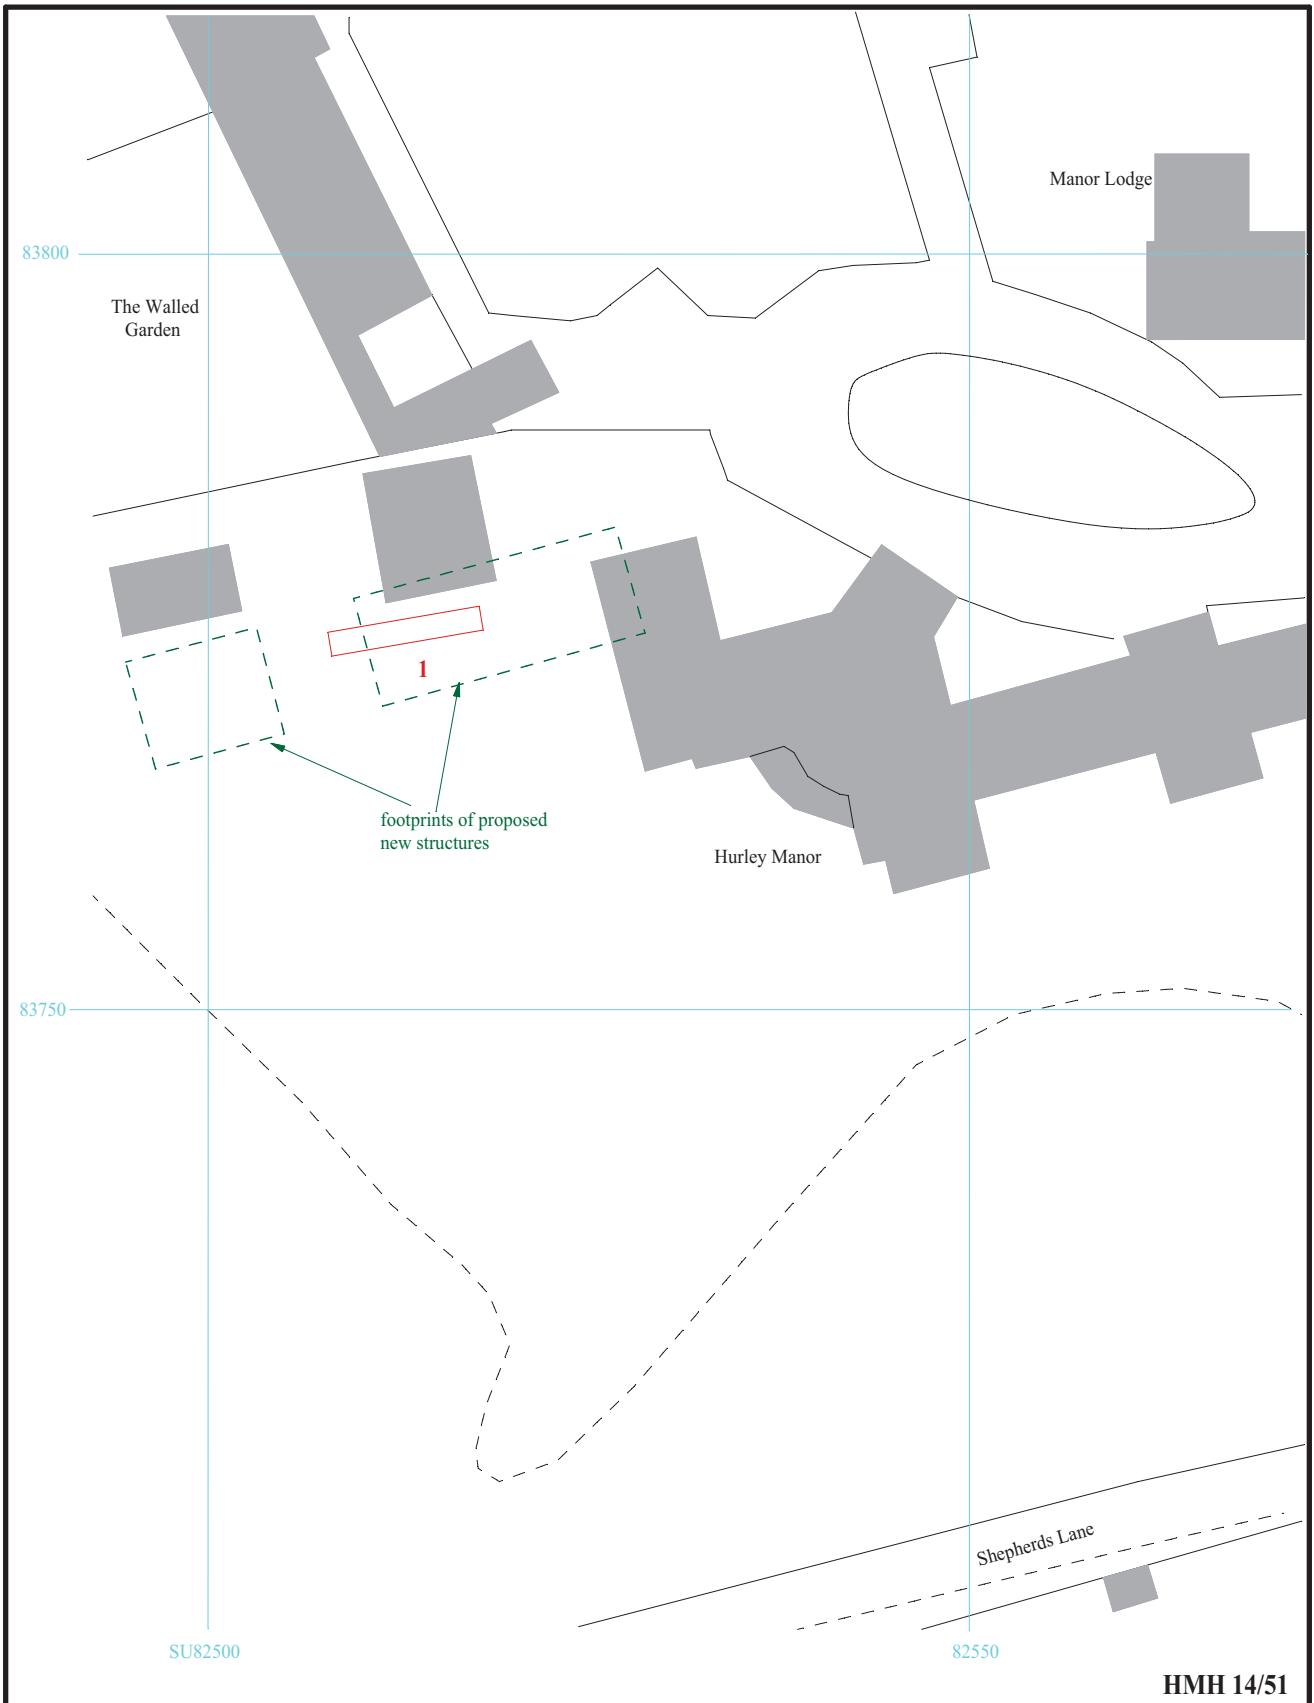 Manor Lodge
83800
The Walled
Garden
1
footprints of proposed
new structures
Hurley Manor
83750
Shepherds Lane
SU82500
82550
HMH 14/51